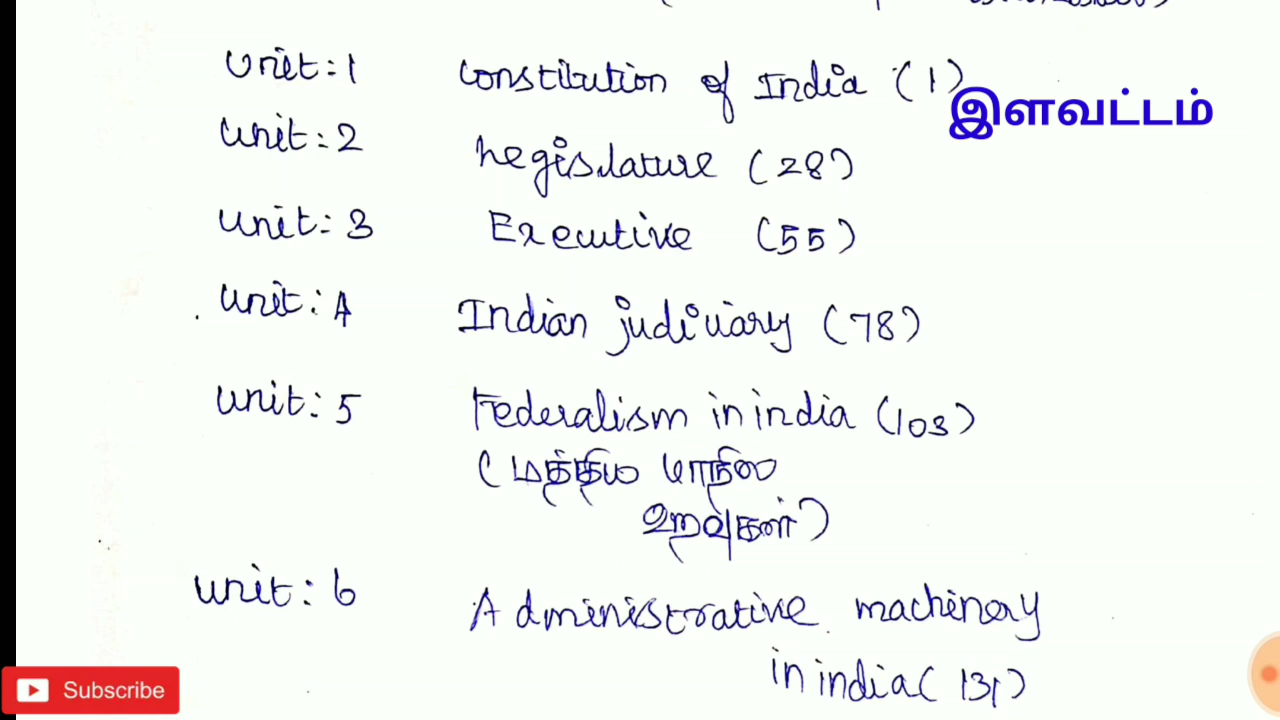 Unit:1 Constitution of India (1)
இளவட்டம்
Unit:2 Legislature (28)
Unit:3 Executive (55)
Unit:4 Indian judiciary (78)
Unit:5 Federalism in india (103)
(மத்திய மாநில
உறவுகள்)
Unit:6 Administrative machinery
in india (131)
Subscribe